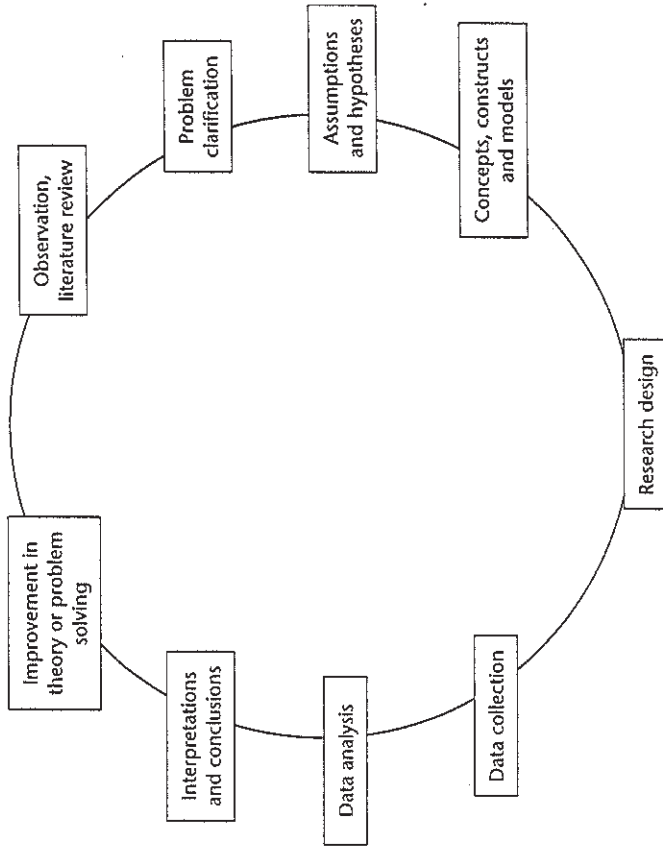 Observation,
literature review
Problem
clarification
Assumptions
and hypotheses
Concepts, constructs
and models
Research design
Data collection
Data analysis
Interpretations
and conclusions
Improvement in
theory or problem
solving